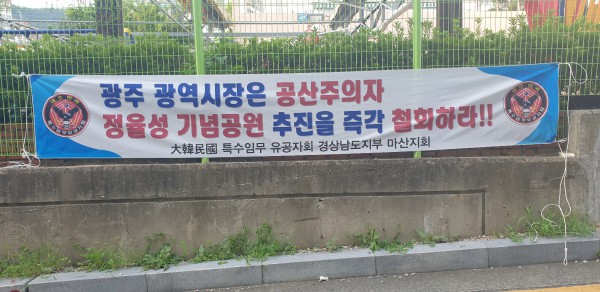 광주 광역시장은 공산주의자
정율성 기념공원 추진을 즉각 철회하라!!
大韓民國 특수임무 유공자회 경상남도지부 마산지회